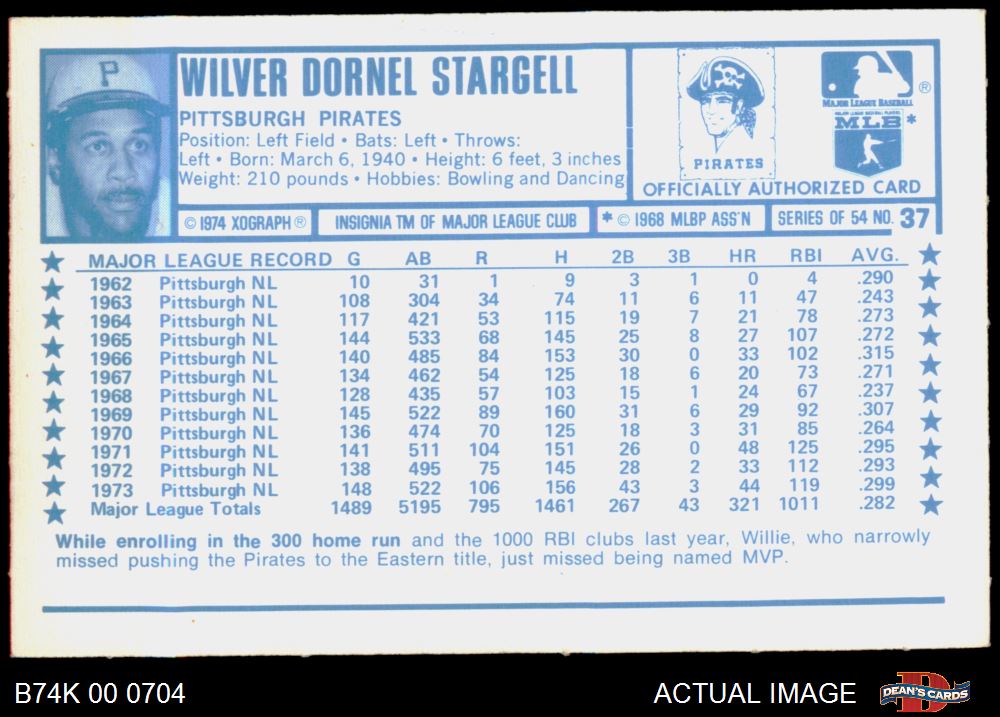 P
WILVER DORNEL STARGELL
PITTSBURGH PIRATES
Position: Left Field • Bats: Left • Throws:
Left • Born: March 6, 1940 • Height: 6 feet, 3 inches
Weight: 210 pounds • Hobbies: Bowling and Dancing
PIRATES
MAJOR LEAGUE BASEBALL ®
MAJOR LEAGUE BASEBALL PLAYERS
MLB *
OFFICIALLY AUTHORIZED CARD
© 1974 XOGRAPH ® INSIGNIA TM OF MAJOR LEAGUE CLUB * © 1968 MLBP ASS'N SERIES OF 54 NO. 37
MAJOR LEAGUE RECORD G AB R H 2B 3B HR RBI AVG.
1962 Pittsburgh NL 10 31 1 9 3 1 0 4 .290
1963 Pittsburgh NL 108 304 34 74 11 6 11 47 .243
1964 Pittsburgh NL 117 421 53 115 19 7 21 78 .273
1965 Pittsburgh NL 144 533 68 145 25 8 27 107 .272
1966 Pittsburgh NL 140 485 84 153 30 0 33 102 .315
1967 Pittsburgh NL 134 462 54 125 18 6 20 73 .271
1968 Pittsburgh NL 128 435 57 103 15 1 24 67 .237
1969 Pittsburgh NL 145 522 89 160 31 6 29 92 .307
1970 Pittsburgh NL 136 474 70 125 18 3 31 85 .264
1971 Pittsburgh NL 141 511 104 151 26 0 48 125 .295
1972 Pittsburgh NL 138 495 75 145 28 2 33 112 .293
1973 Pittsburgh NL 148 522 106 156 43 3 44 119 .299
Major League Totals 1489 5195 795 1461 267 43 321 1011 .282
While enrolling in the 300 home run and the 1000 RBI clubs last year, Willie, who narrowly
missed pushing the Pirates to the Eastern title, just missed being named MVP.
B74K 00 0704
ACTUAL IMAGE
DEAN'S CARDS